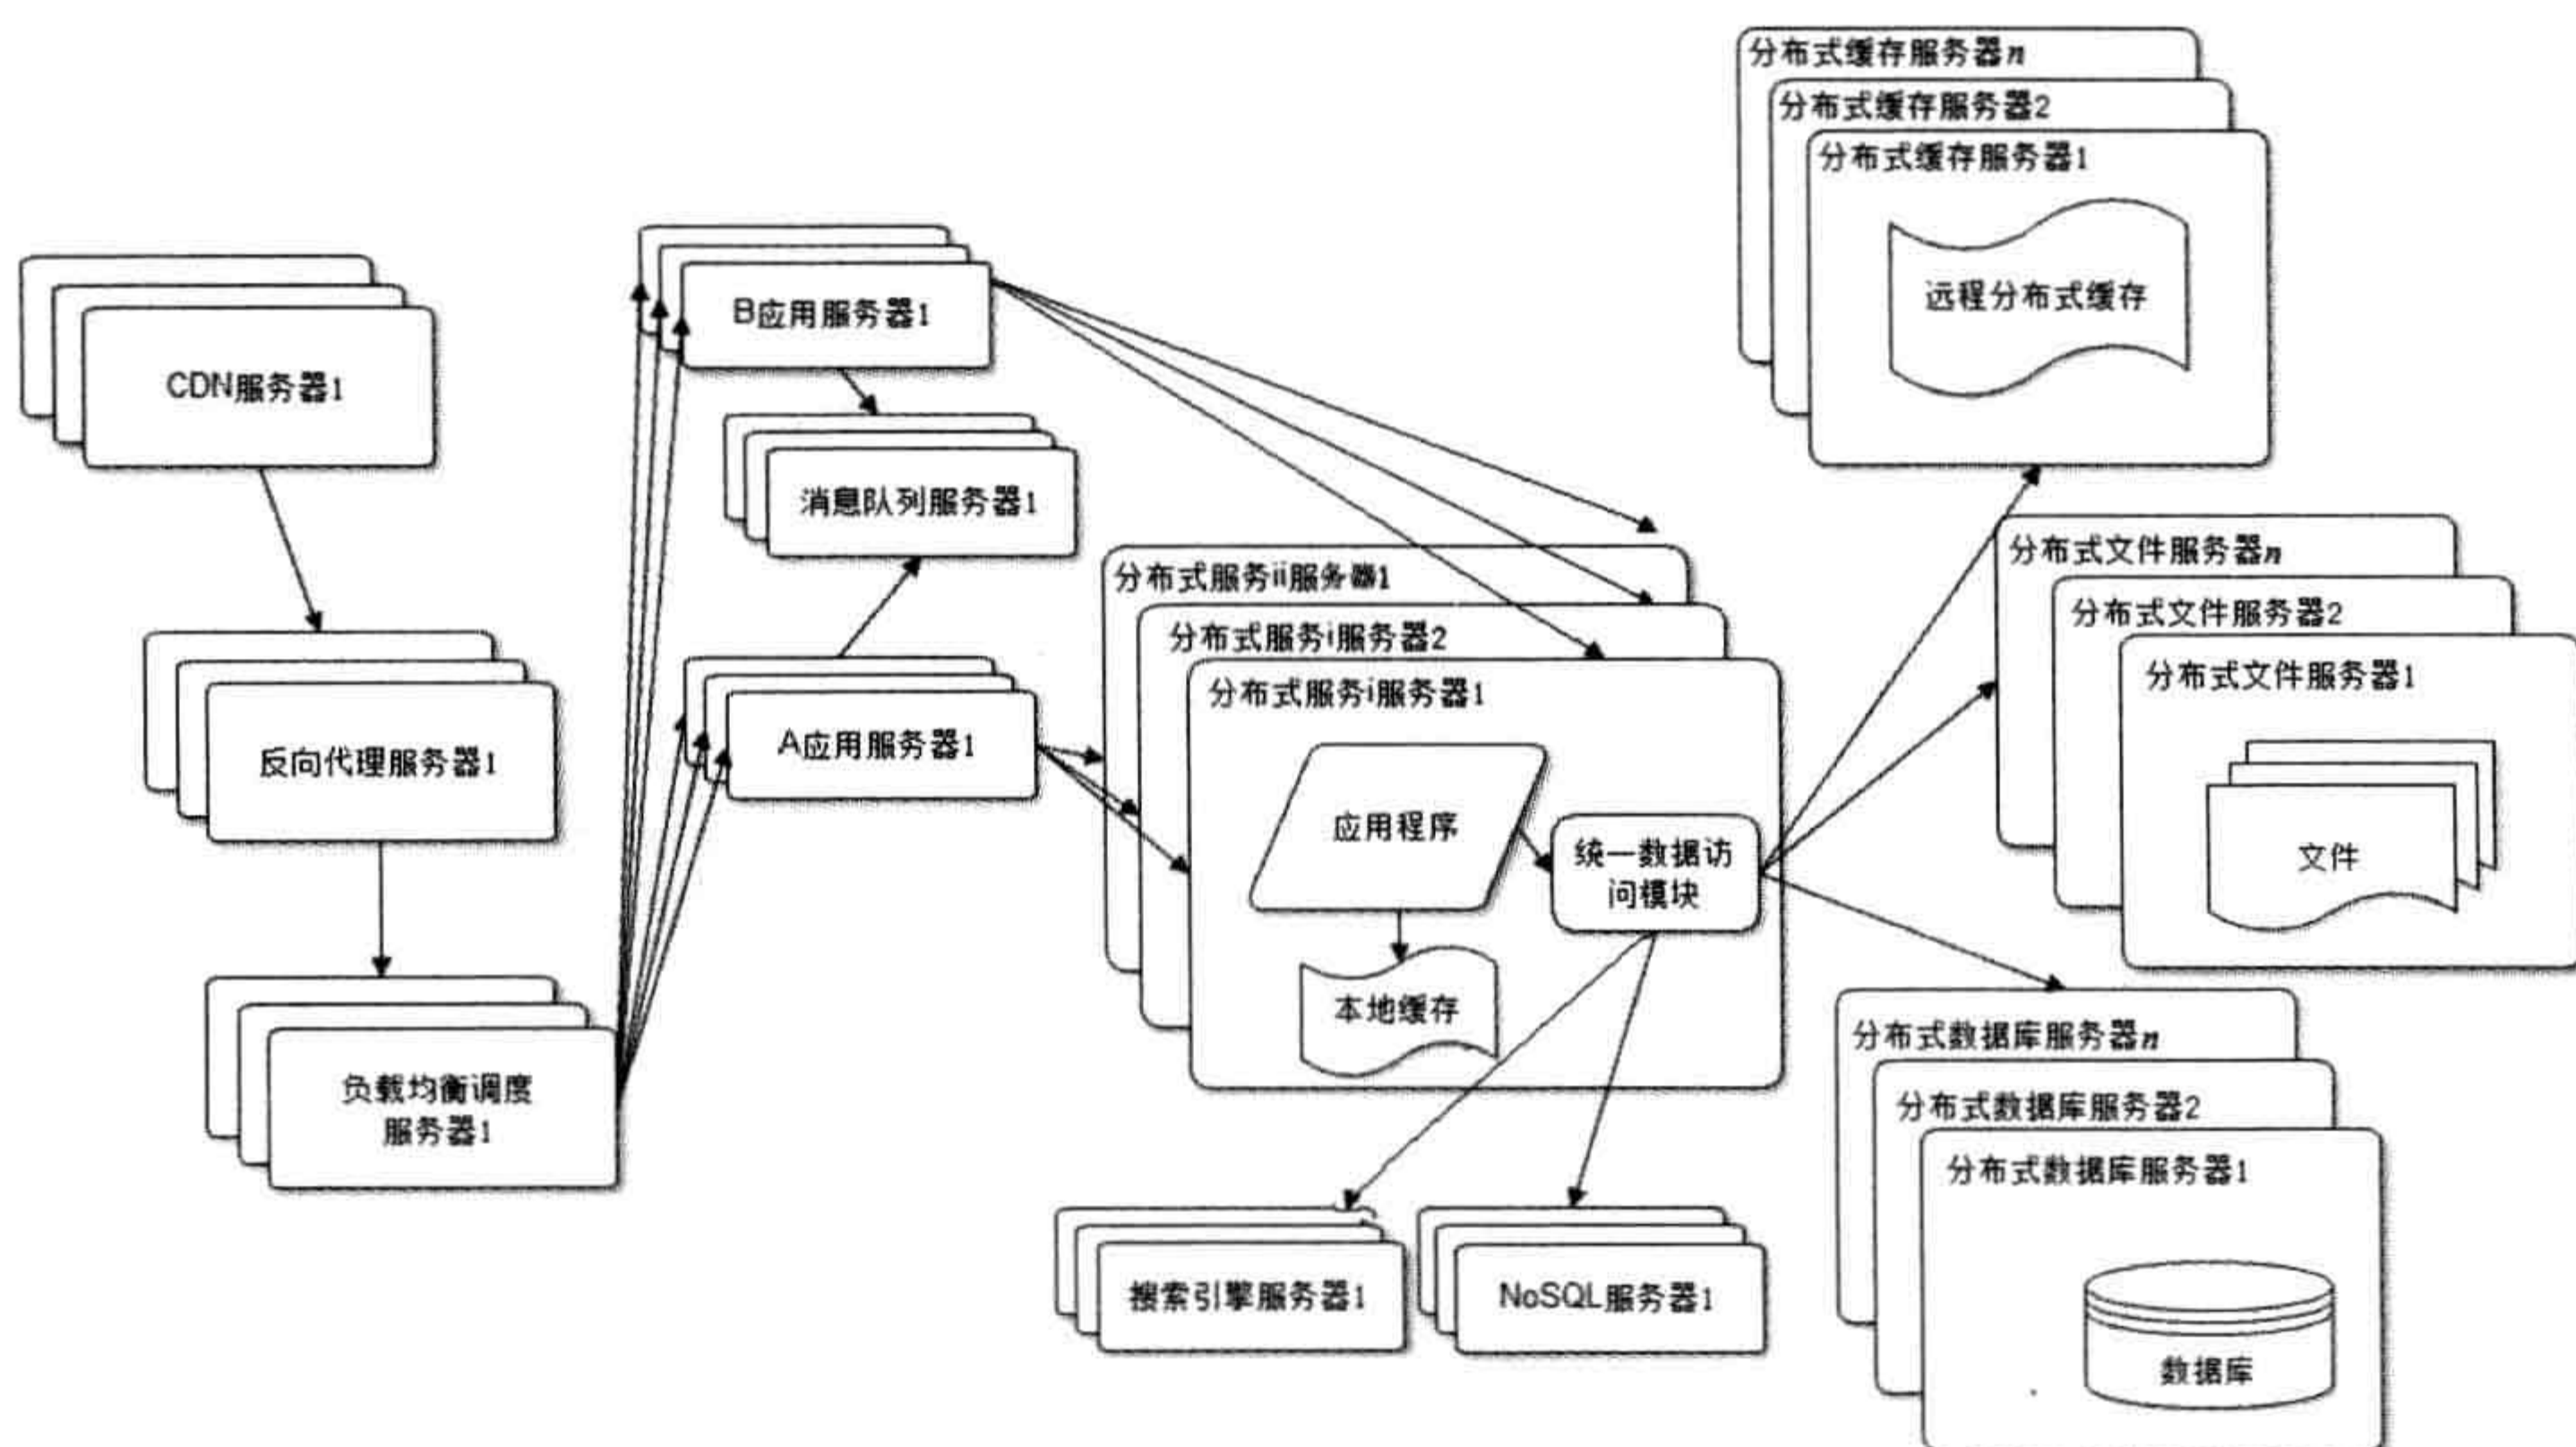 分布式缓存服务器n
分布式缓存服务器2
分布式缓存服务器1
远程分布式缓存
B应用服务器1
CDN服务器1
消息队列服务器1
分布式文件服务器n
分布式服务ii服务器1
分布式文件服务器2
分布式服务i服务器2
分布式文件服务器1
分布式服务i服务器1
A应用服务器1
反向代理服务器1
应用程序
统一数据访
问模块
文件
本地缓存
分布式数据库服务器n
负载均衡调度
服务器1
分布式数据库服务器2
分布式数据库服务器1
搜索引擎服务器1
NoSQL服务器1
数据库